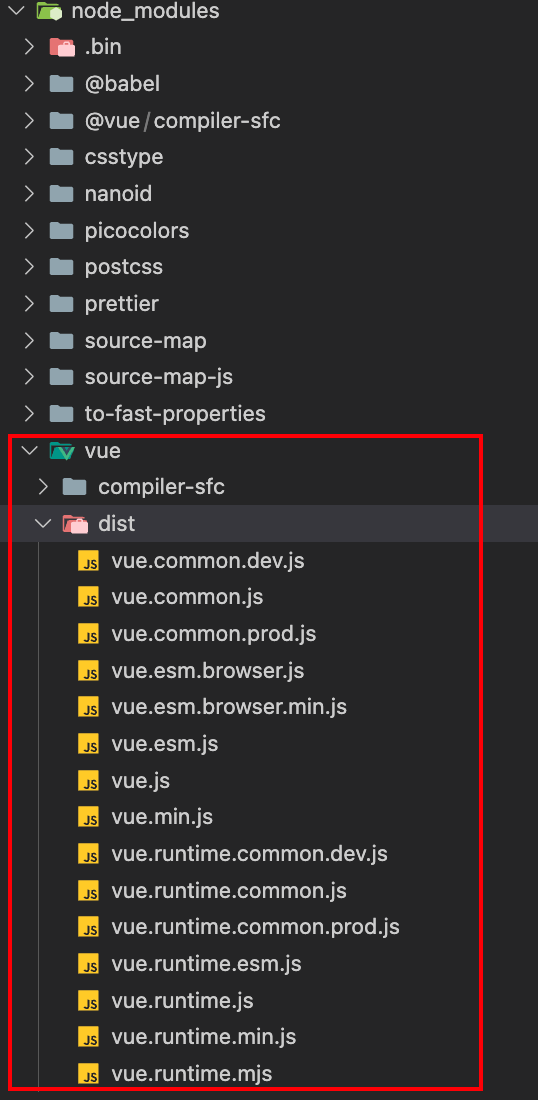 node_modules
.bin
@babel
@vue/compiler-sfc
csstype
nanoid
picocolors
postcss
prettier
source-map
source-map-js
to-fast-properties
vue
compiler-sfc
dist
JS vue.common.dev.js
JS vue.common.js
JS vue.common.prod.js
JS vue.esm.browser.js
JS vue.esm.browser.min.js
JS vue.esm.js
JS vue.js
JS vue.min.js
JS vue.runtime.common.dev.js
JS vue.runtime.common.js
JS vue.runtime.common.prod.js
JS vue.runtime.esm.js
JS vue.runtime.js
JS vue.runtime.min.js
JS vue.runtime.mjs